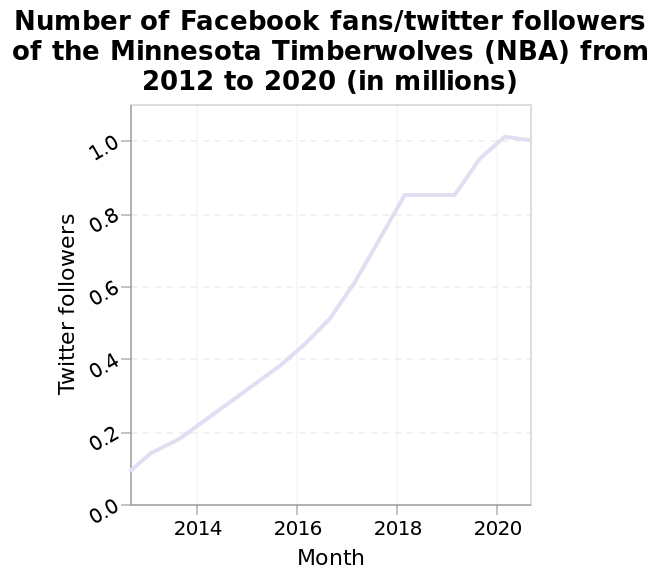 Number of Facebook fans/twitter followers
of the Minnesota Timberwolves (NBA) from
2012 to 2020 (in millions)
1.0
0.8
0.6
0.4
0.2
0.0
Twitter followers
2014 2016 2018 2020
Month